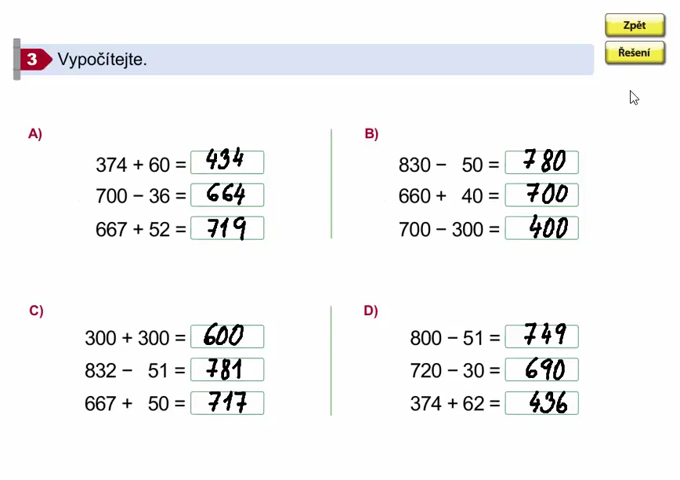 Zpět
3 Vypočítejte.
Řešení
A)
374 + 60 = 434
700 − 36 = 664
667 + 52 = 719
B)
830 − 50 = 780
660 + 40 = 700
700 − 300 = 400
C)
300 + 300 = 600
832 − 51 = 781
667 + 50 = 717
D)
800 − 51 = 749
720 − 30 = 690
374 + 62 = 436